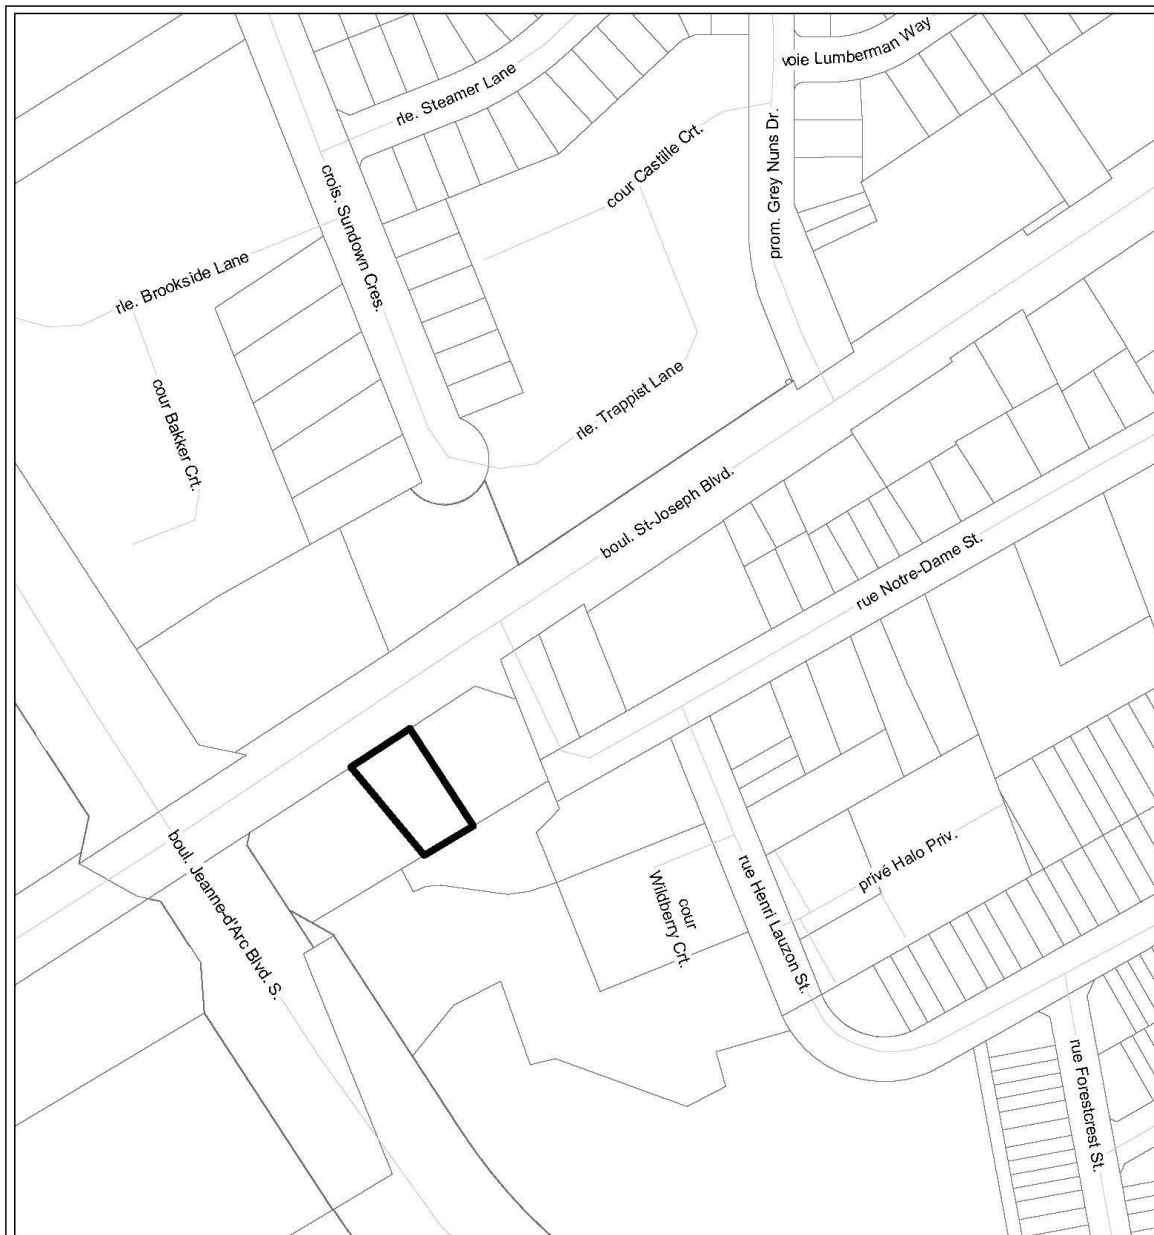 voie Lumberman Way
rle. Steamer Lane
cour Castille Crt.
prom. Grey Nuns Dr.
crois. Sundown Cres.
rle. Brookside Lane
cour Bakker Crt.
rle. Trappist Lane
boul. St-Joseph Blvd.
rue Notre-Dame St.
boul. Jeanne-d'Arc Blvd. S.
privé Halo Priv.
cour
Wildberry Crt.
rue Henri Lauzon St.
rue Forestcrest St.